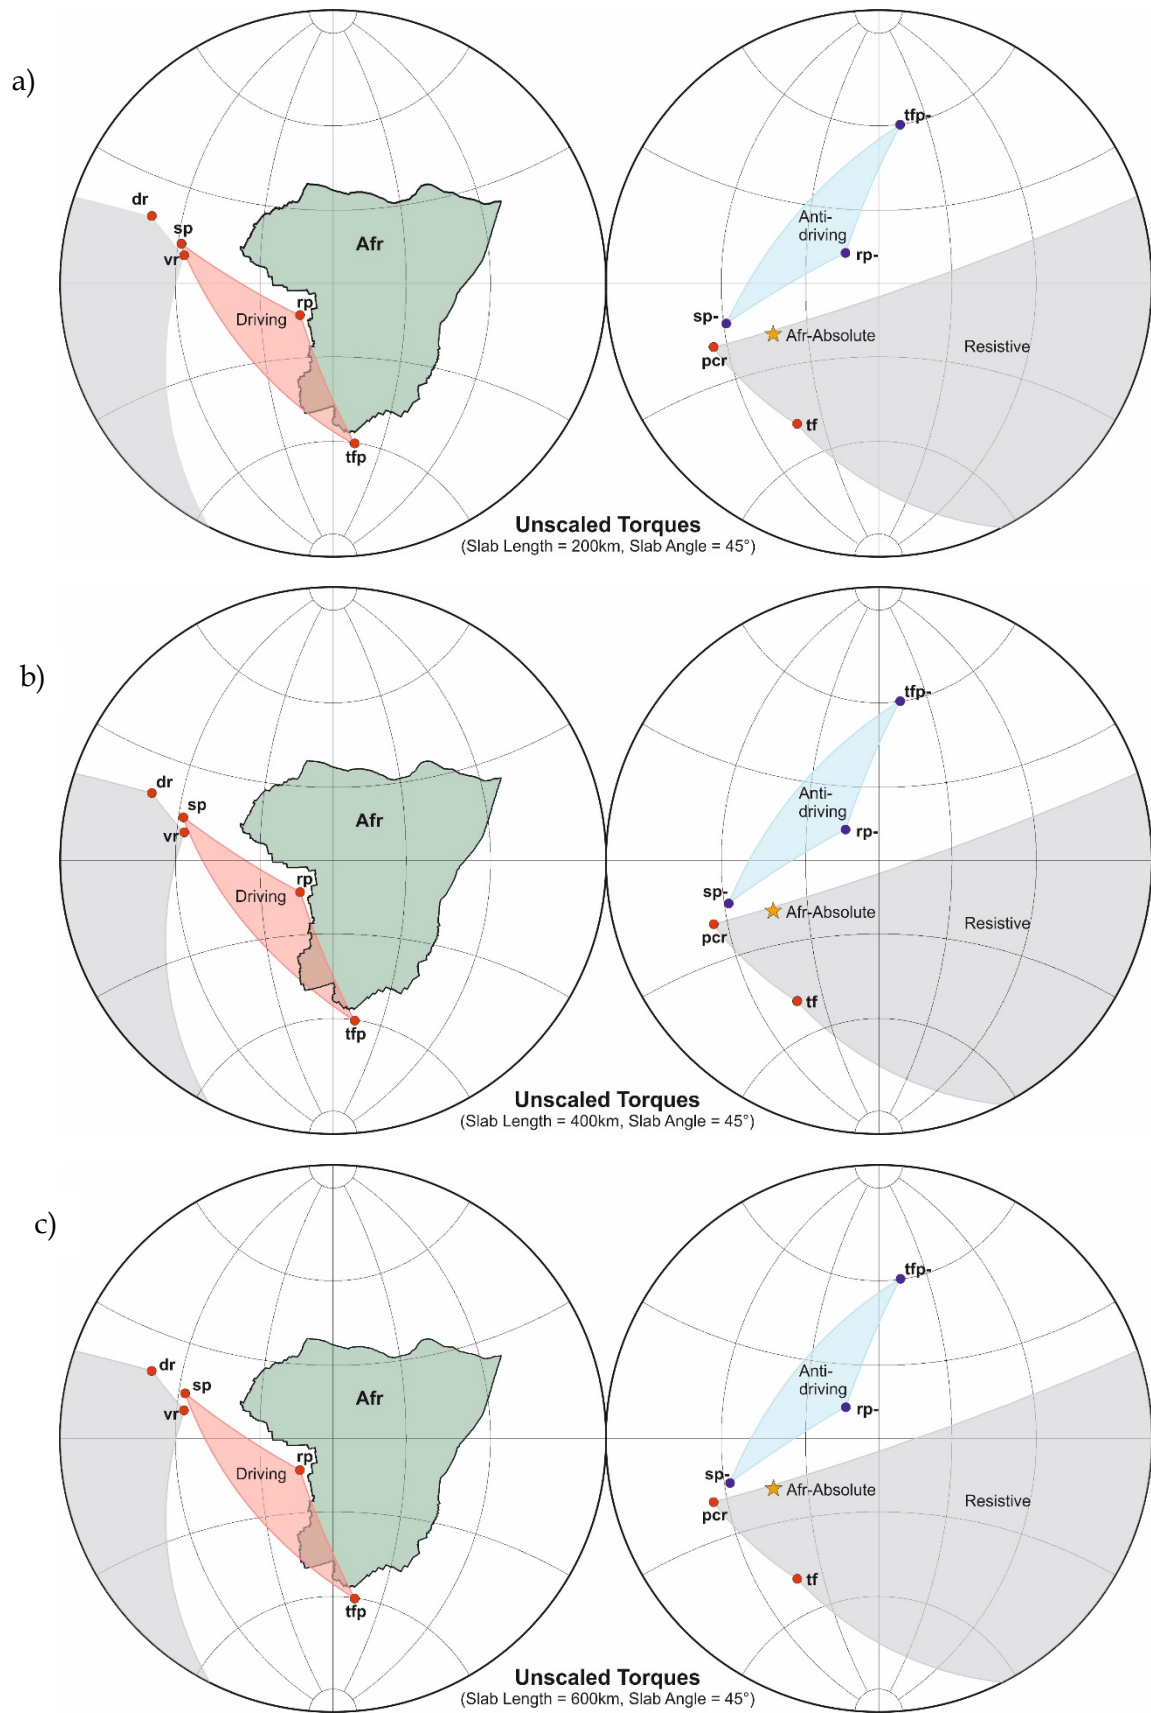 a)
dr
sp
vr
Afr
rp
Driving
tfp
tfp-
Anti-
driving
rp-
sp-
Afr-Absolute
pcr
Resistive
tf
Unscaled Torques
(Slab Length = 200km, Slab Angle = 45°)
b)
dr
sp
vr
Afr
rp
Driving
tfp
tfp-
Anti-
driving
rp-
sp-
Afr-Absolute
pcr
Resistive
tf
Unscaled Torques
(Slab Length = 400km, Slab Angle = 45°)
c)
dr
sp
vr
Afr
rp
Driving
tfp
tfp-
Anti-
driving
rp-
sp-
Afr-Absolute
pcr
Resistive
tf
Unscaled Torques
(Slab Length = 600km, Slab Angle = 45°)